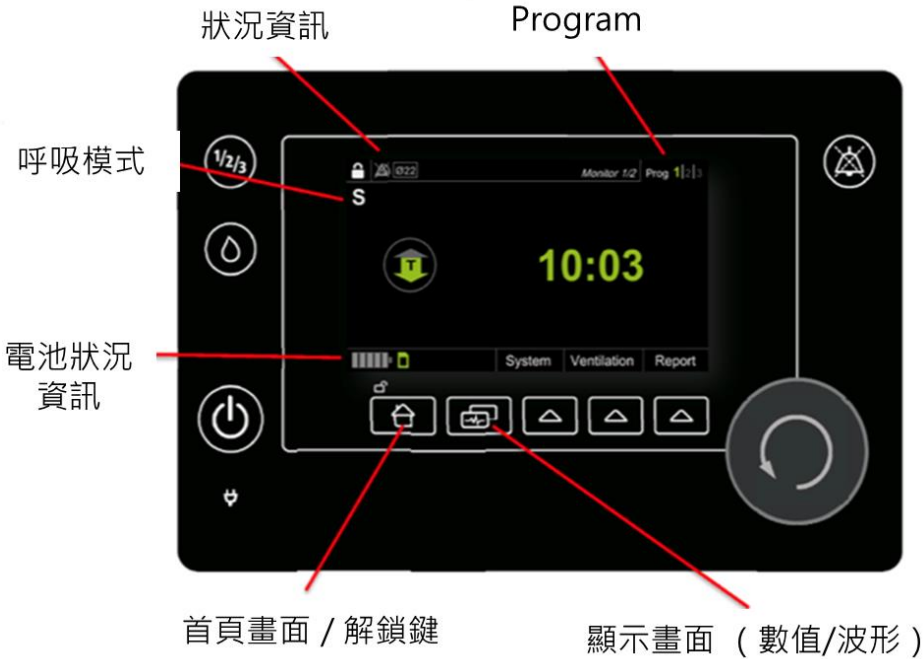 狀況資訊
Program
呼吸模式
1/2/3
Ø22
Monitor 1/2
Prog 1|2|3
S
T
10:03
電池狀況
資訊
System
Ventilation
Report
首頁畫面 / 解鎖鍵
顯示畫面 (數值/波形)